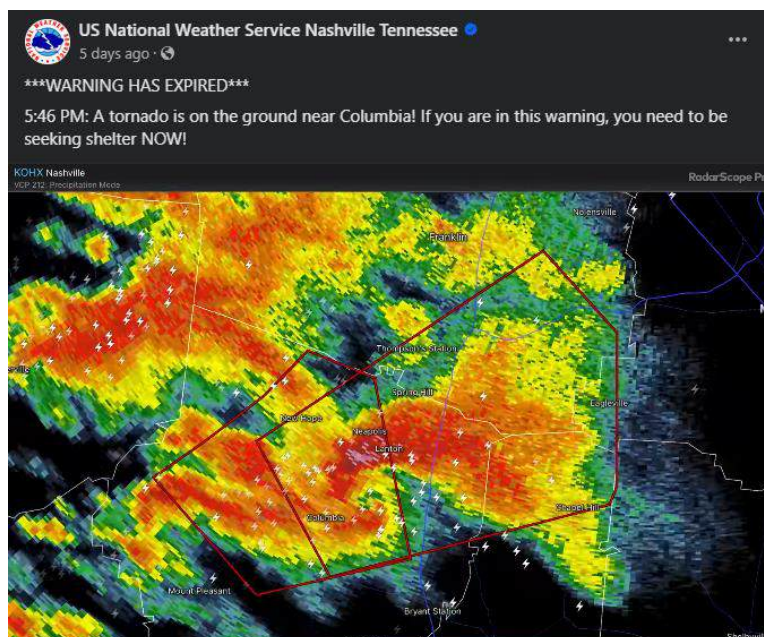 US National Weather Service Nashville Tennessee
5 days ago ·
***WARNING HAS EXPIRED***
5:46 PM: A tornado is on the ground near Columbia! If you are in this warning, you need to be
seeking shelter NOW!
KOHX Nashville
RadarScope Pr
VCP 212: Precipitation Mode
Nolensville
Franklin
Thompson's Station
Spring Hill
Eagleville
New Hope
Neapolis
Lanton
Chapel Hill
Columbia
Mount Pleasant
Bryant Station